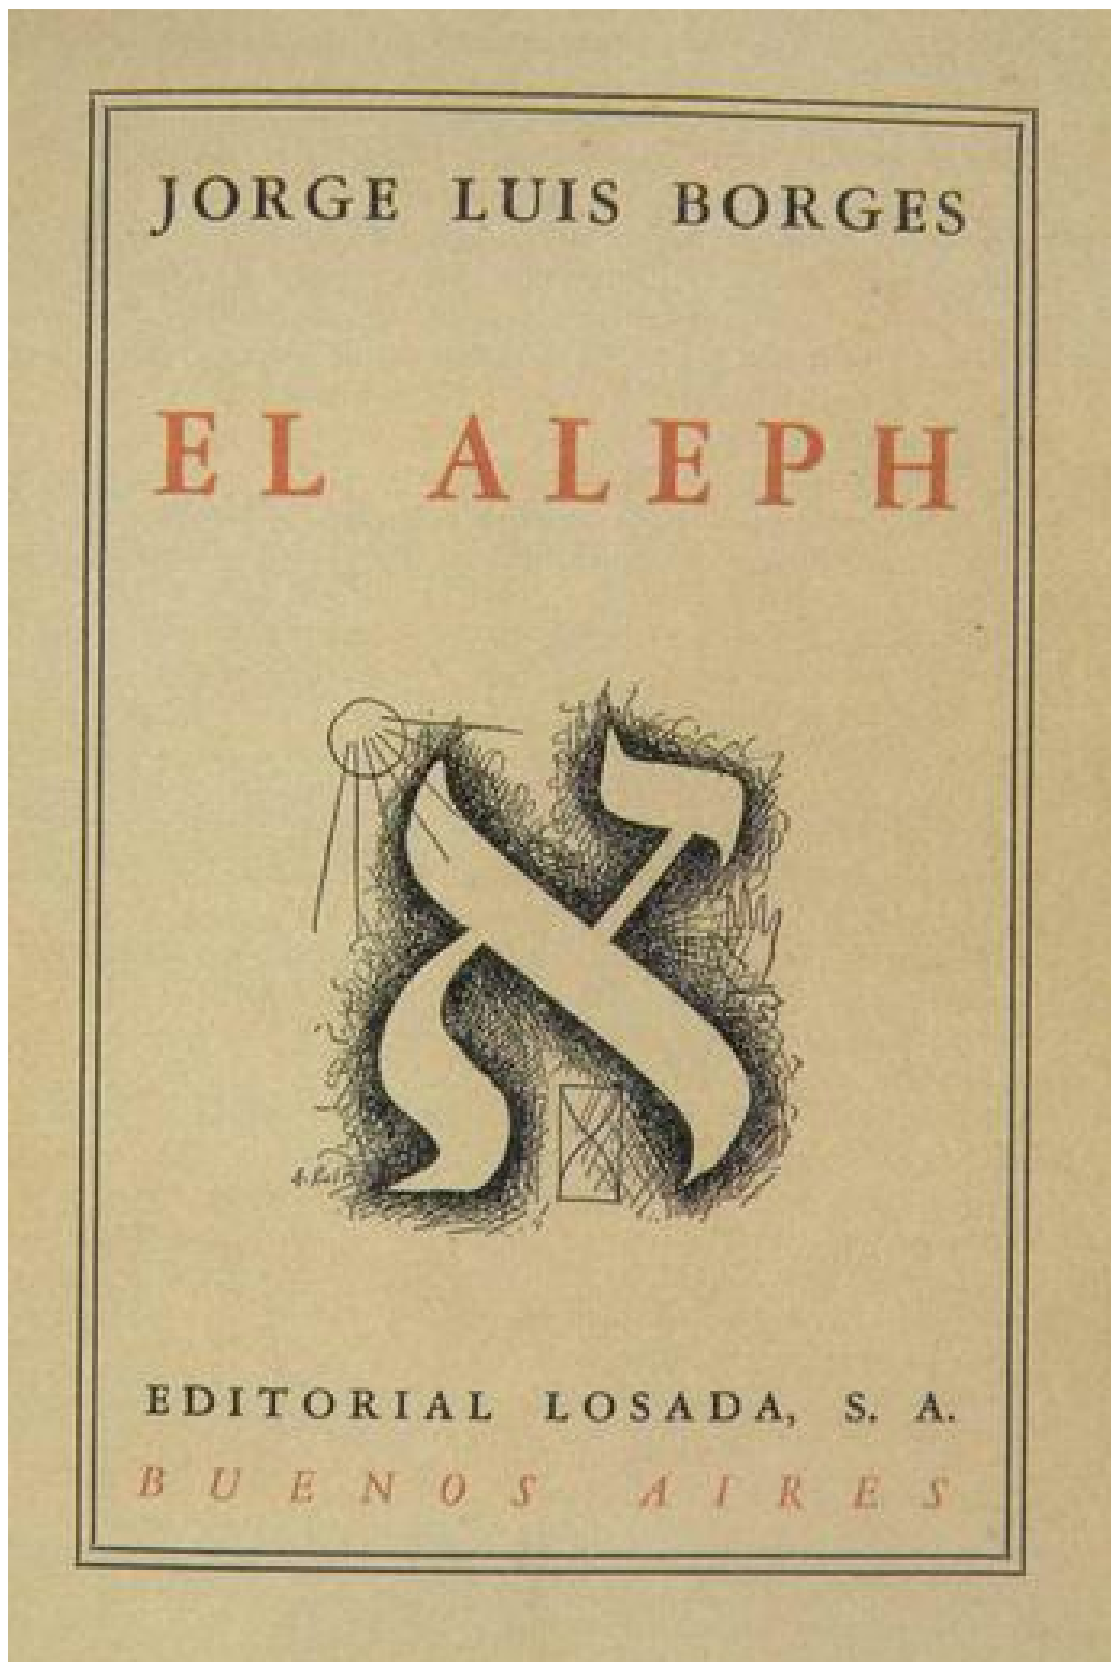 JORGE LUIS BORGES
EL ALEPH
א
EDITORIAL LOSADA, S. A.
BUENOS AIRES